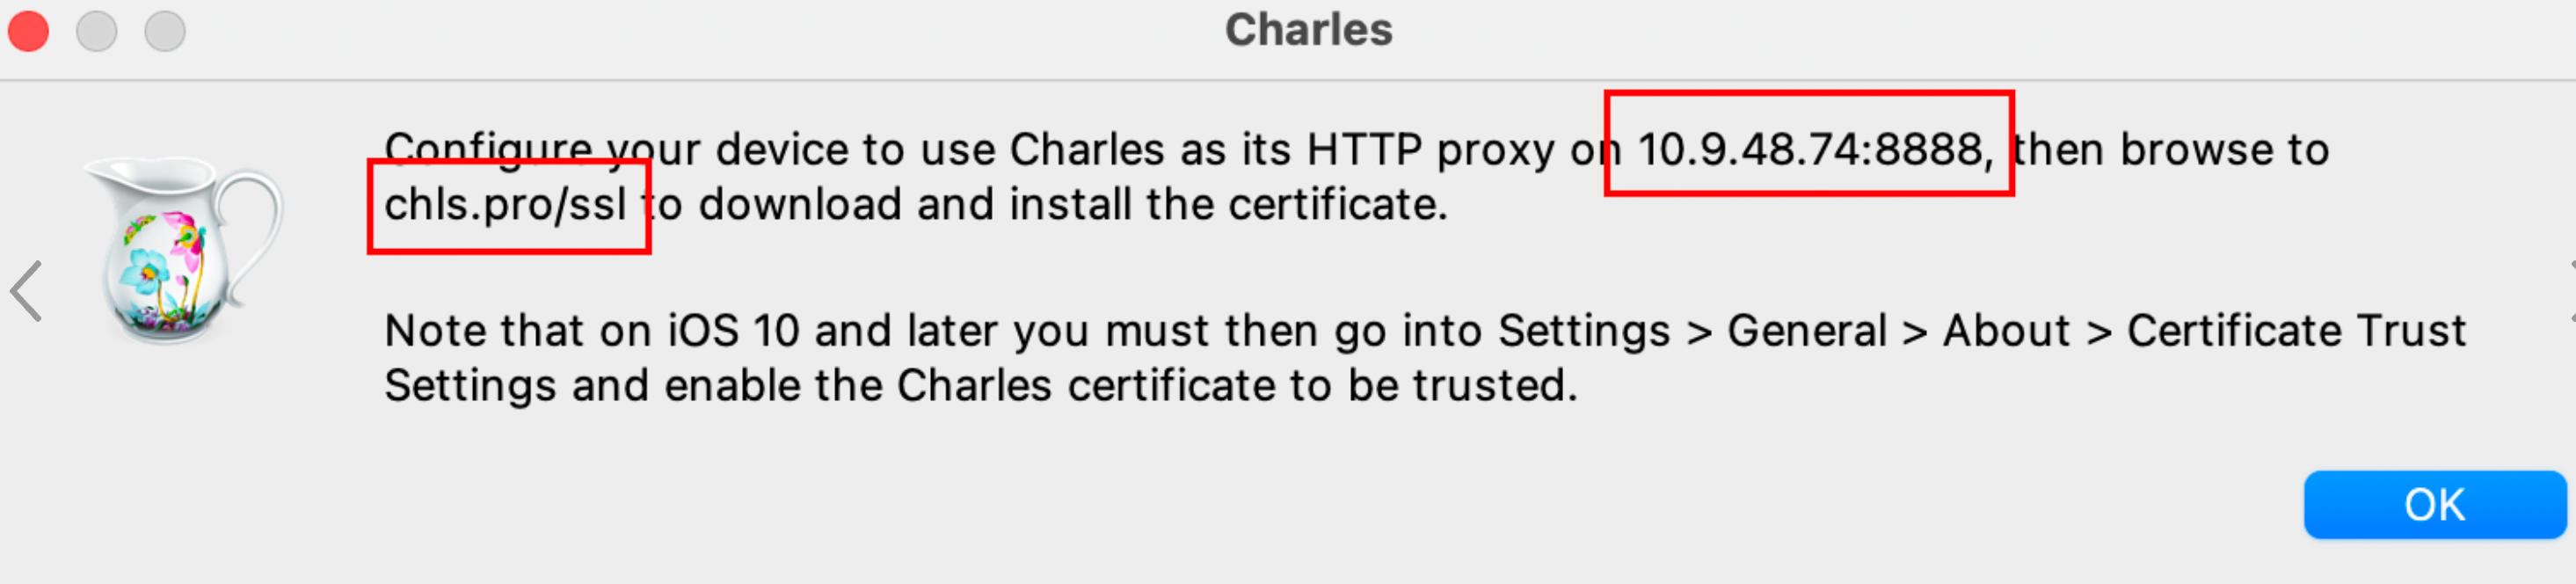 Charles
Configure your device to use Charles as its HTTP proxy on 10.9.48.74:8888, then browse to
chls.pro/ssl to download and install the certificate.
Note that on iOS 10 and later you must then go into Settings > General > About > Certificate Trust
Settings and enable the Charles certificate to be trusted.
OK